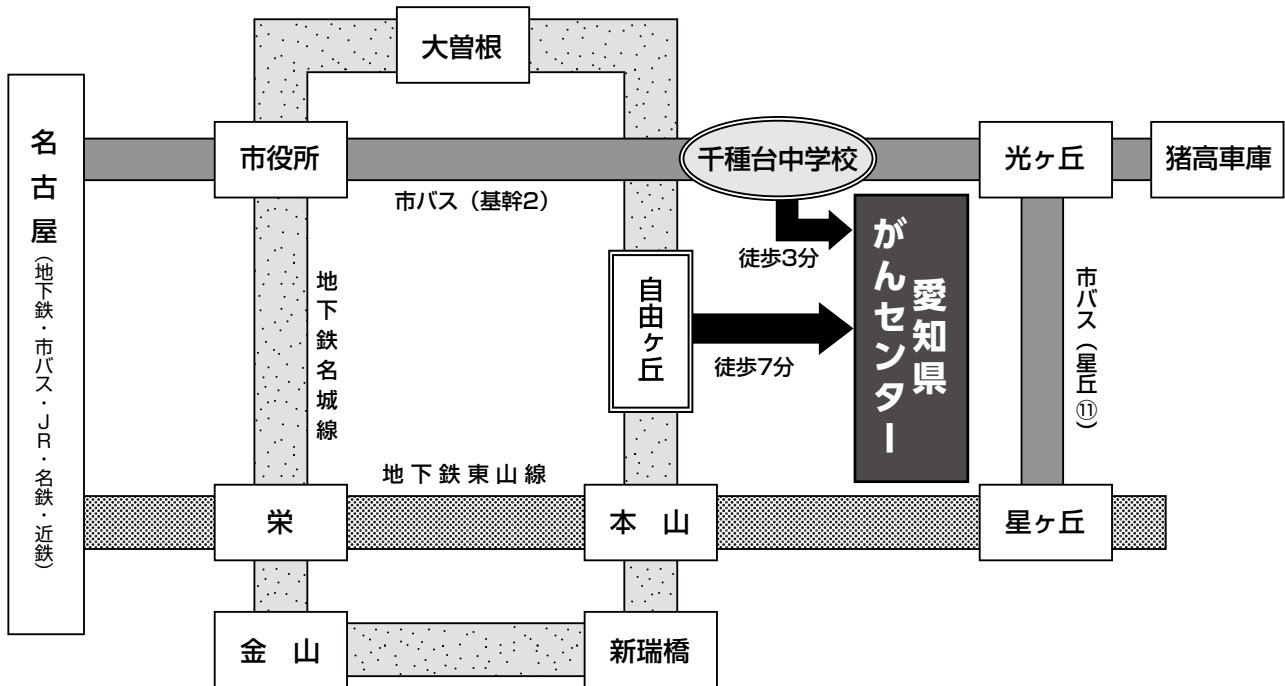 大曽根
名古屋(地下鉄・市バス・JR・名鉄・近鉄)
市役所
千種台中学校
光ヶ丘
猪高車庫
市バス(基幹2)
徒歩3分
自由ヶ丘
徒歩7分
愛知県
がんセンター
地下鉄名城線
市バス(星丘⑪)
地下鉄東山線
栄
本山
星ヶ丘
金山
新瑞橋